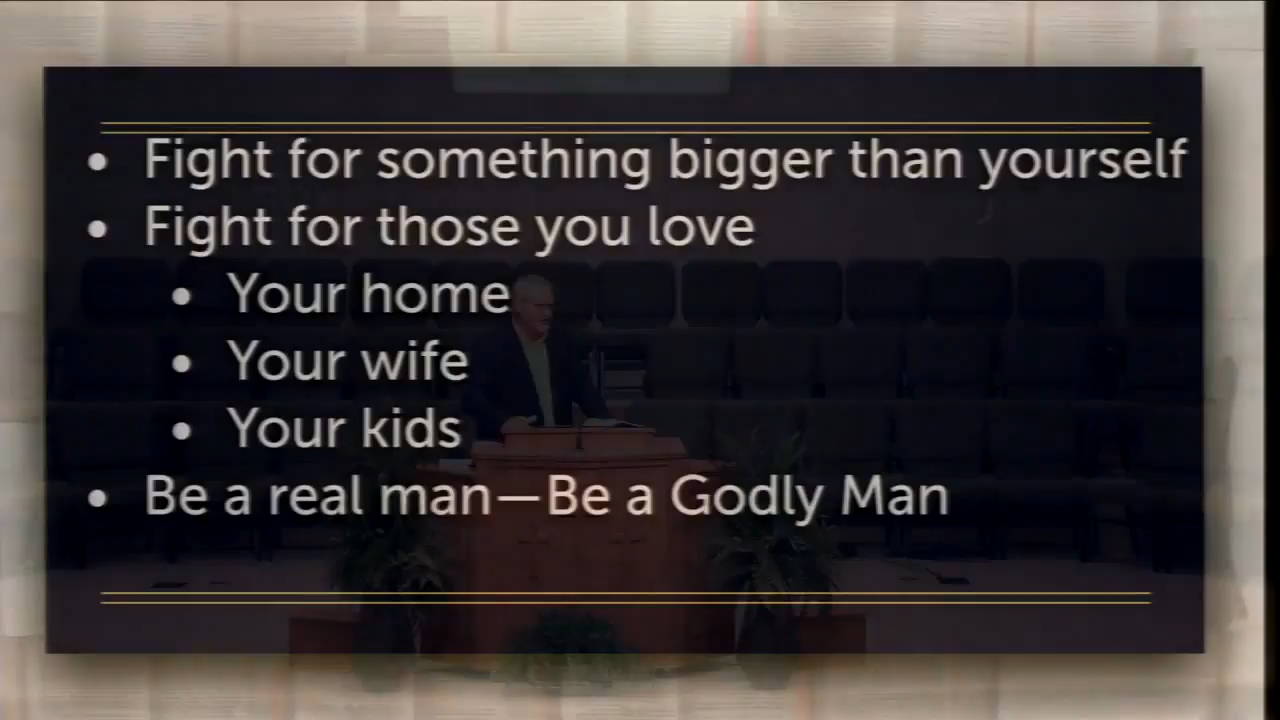 • Fight for something bigger than yourself
• Fight for those you love
• Your home
• Your wife
• Your kids
• Be a real man—Be a Godly Man